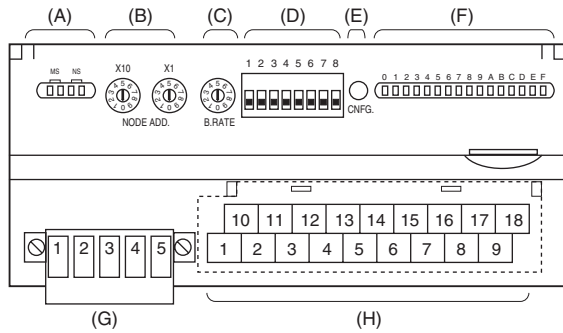 (A) (B) (C) (D) (E) (F)
MS NS
X10 X1
1 2 3 4 5 6 7 8
0 1 2 3 4 5 6 7 8 9 A B C D E F
NODE ADD. B.RATE CNFG.
10 11 12 13 14 15 16 17 18
1 2 3 4 5 6 7 8 9
1 2 3 4 5
(G) (H)